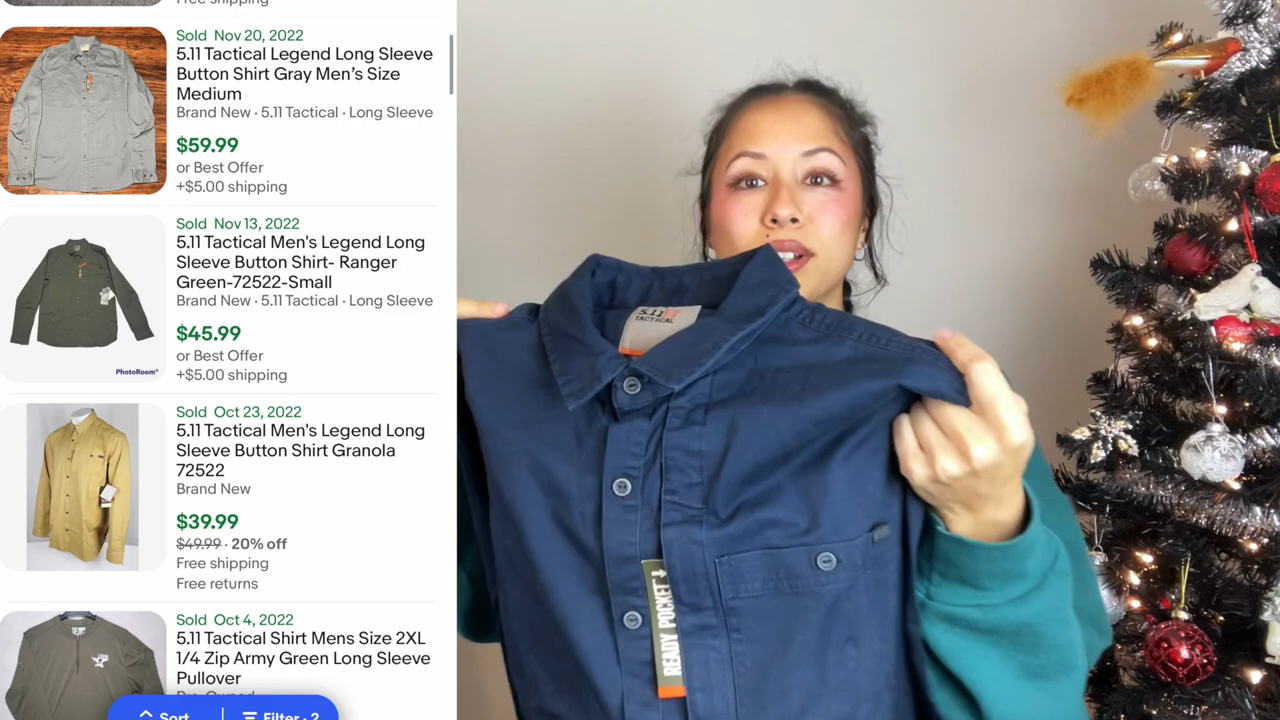 Free shipping
Sold Nov 20, 2022
5.11 Tactical Legend Long Sleeve
Button Shirt Gray Men's Size
Medium
Brand New · 5.11 Tactical · Long Sleeve
$59.99
or Best Offer
+$5.00 shipping
Sold Nov 13, 2022
5.11 Tactical Men's Legend Long
Sleeve Button Shirt- Ranger
Green-72522-Small
Brand New · 5.11 Tactical · Long Sleeve
$45.99
or Best Offer
+$5.00 shipping
PhotoRoom
Sold Oct 23, 2022
5.11 Tactical Men's Legend Long
Sleeve Button Shirt Granola
72522
Brand New
$39.99
$49.99 · 20% off
Free shipping
Free returns
Sold Oct 4, 2022
5.11 Tactical Shirt Mens Size 2XL
1/4 Zip Army Green Long Sleeve
Pullover
Pre-Owned
Sort
Filter · 2
5.11
TACTICAL
READY POCKET